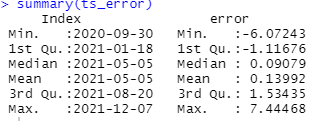 > summary(ts_error)
Index error
Min. :2020-09-30 Min. :-6.07243
1st Qu.:2021-01-18 1st Qu.:-1.11676
Median :2021-05-05 Median : 0.09079
Mean :2021-05-05 Mean : 0.13992
3rd Qu.:2021-08-20 3rd Qu.: 1.53435
Max. :2021-12-07 Max. : 7.44468